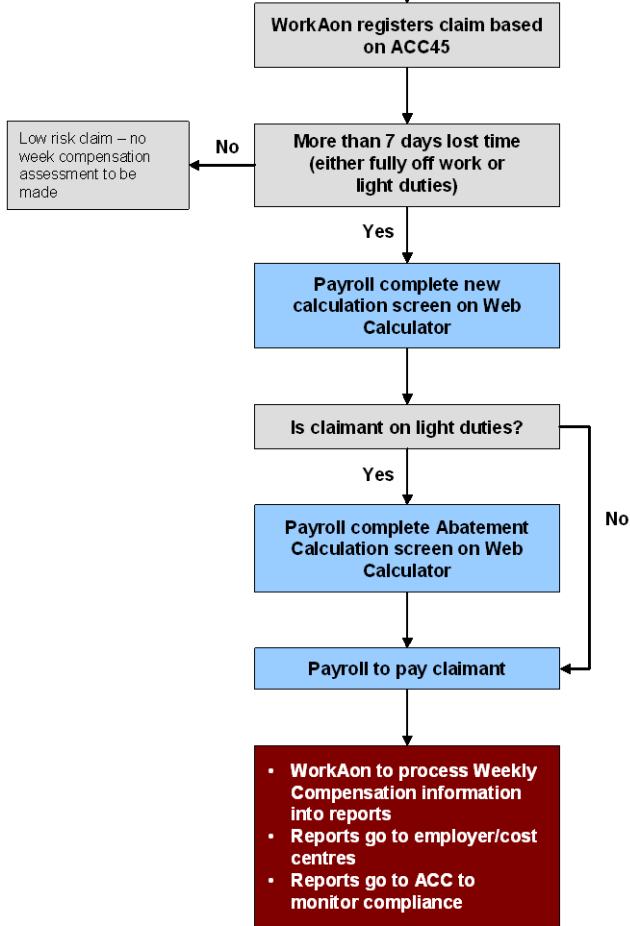 WorkAon registers claim based
on ACC45
Low risk claim – no
week compensation
assessment to be
made
No
More than 7 days lost time
(either fully off work or
light duties)
Yes
Payroll complete new
calculation screen on Web
Calculator
Is claimant on light duties?
Yes
No
Payroll complete Abatement
Calculation screen on Web
Calculator
Payroll to pay claimant
• WorkAon to process Weekly
Compensation information
into reports
• Reports go to employer/cost
centres
• Reports go to ACC to
monitor compliance